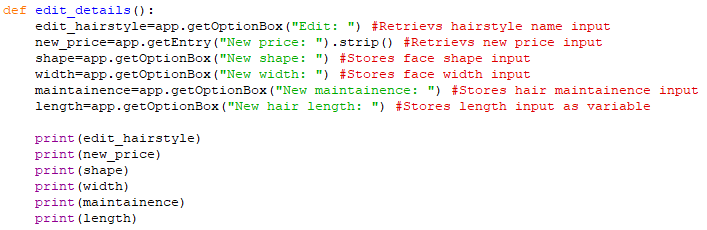 def edit_details():
    edit_hairstyle=app.getOptionBox("Edit: ") #Retrievs hairstyle name input
    new_price=app.getEntry("New price: ").strip() #Retrievs new price input
    shape=app.getOptionBox("New shape: ") #Stores face shape input
    width=app.getOptionBox("New width: ") #Stores face width input
    maintainence=app.getOptionBox("New maintainence: ") #Stores hair maintainence input
    length=app.getOptionBox("New hair length: ") #Stores length input as variable

    print(edit_hairstyle)
    print(new_price)
    print(shape)
    print(width)
    print(maintainence)
    print(length)